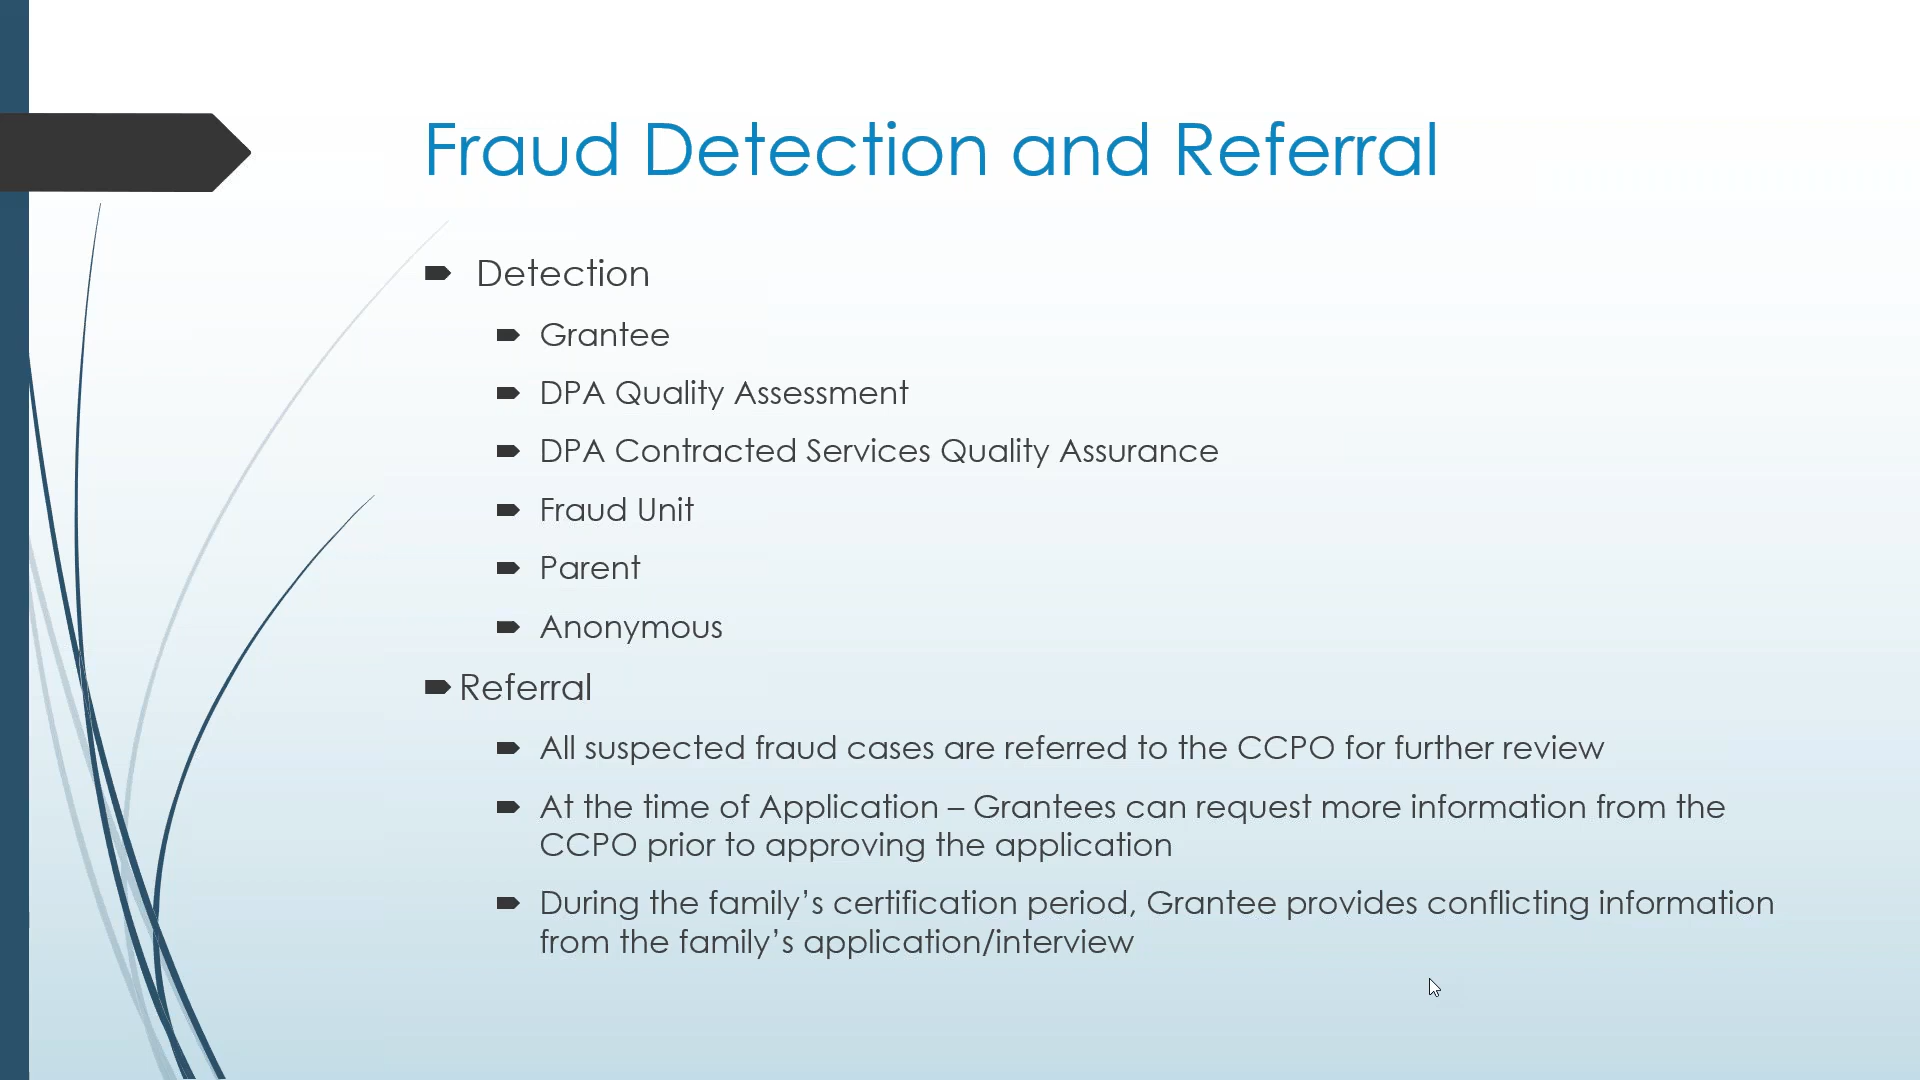 Fraud Detection and Referral
Detection
Grantee
DPA Quality Assessment
DPA Contracted Services Quality Assurance
Fraud Unit
Parent
Anonymous
Referral
All suspected fraud cases are referred to the CCPO for further review
At the time of Application – Grantees can request more information from the
CCPO prior to approving the application
During the family’s certification period, Grantee provides conflicting information
from the family’s application/interview